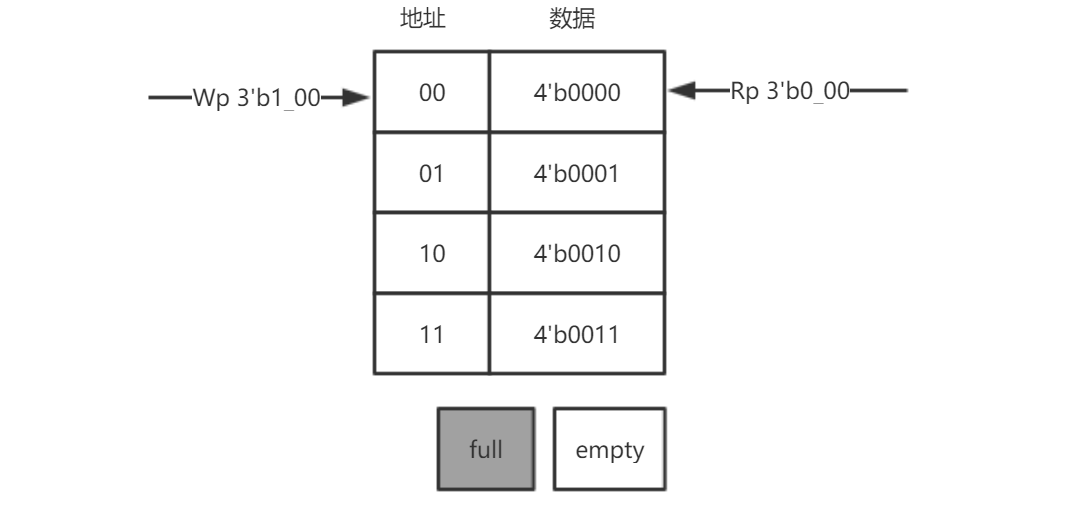 地址 数据
Wp 3'b1_00 00 4'b0000 Rp 3'b0_00
01 4'b0001
10 4'b0010
11 4'b0011
full empty